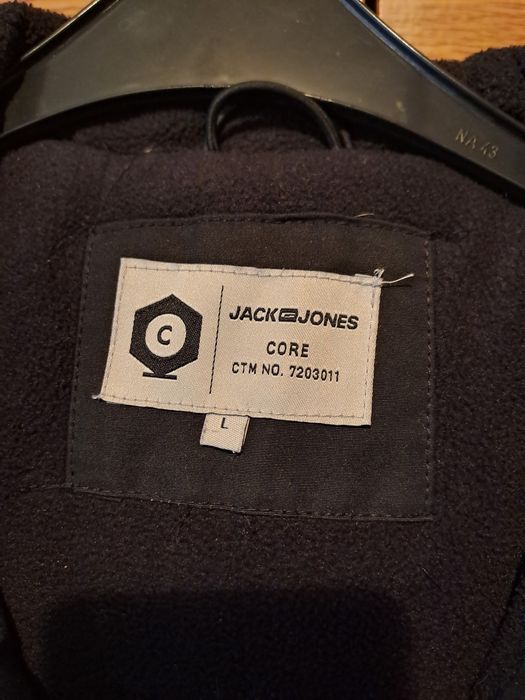 NA 43
C
JACK JONES
CORE
CTM NO. 7203011
L